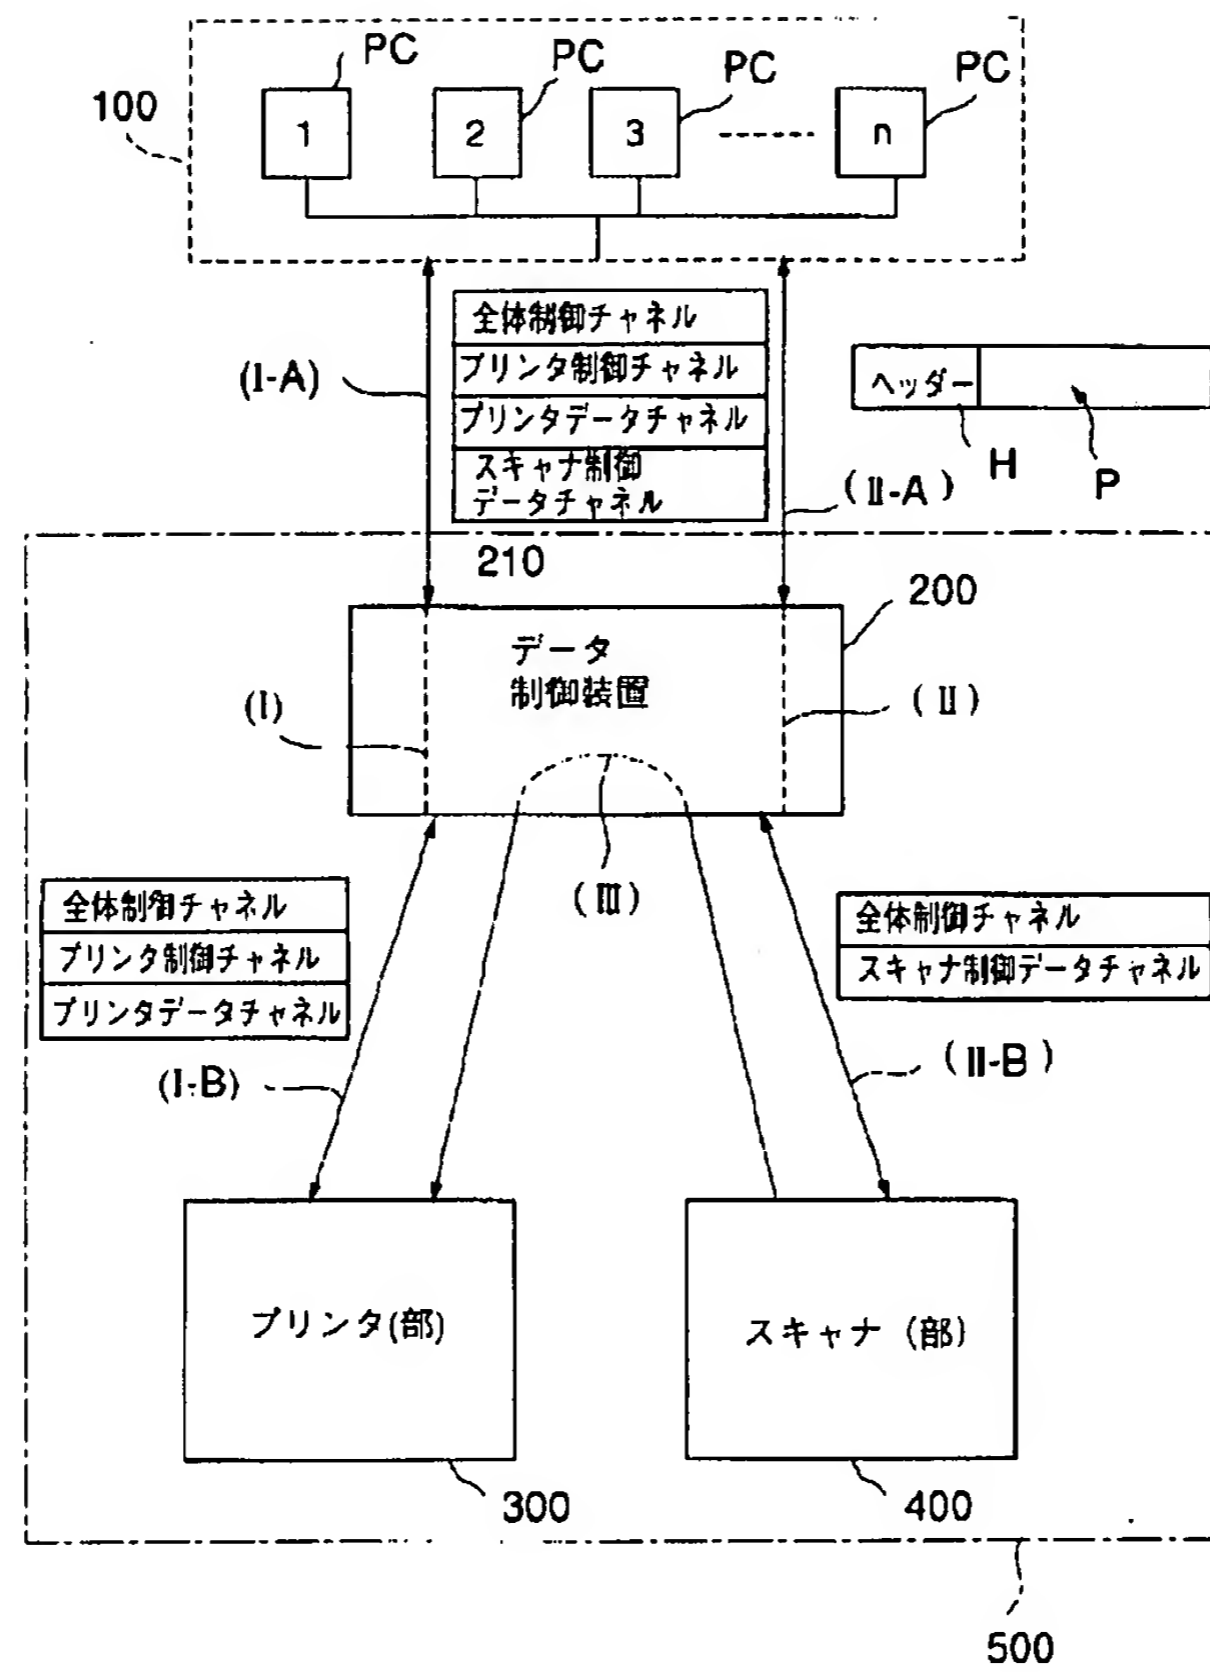 PC
PC
PC
PC
100
1
2
3
n
全体制御チャネル
プリンタ制御チャネル
プリンタデータチャネル
スキャナ制御
データチャネル
(I-A)
ヘッダー
H
P
(II-A)
210
200
データ
制御装置
(I)
(II)
(III)
全体制御チャネル
プリンタ制御チャネル
プリンタデータチャネル
全体制御チャネル
スキャナ制御データチャネル
(I-B)
(II-B)
プリンタ(部)
スキャナ(部)
300
400
500